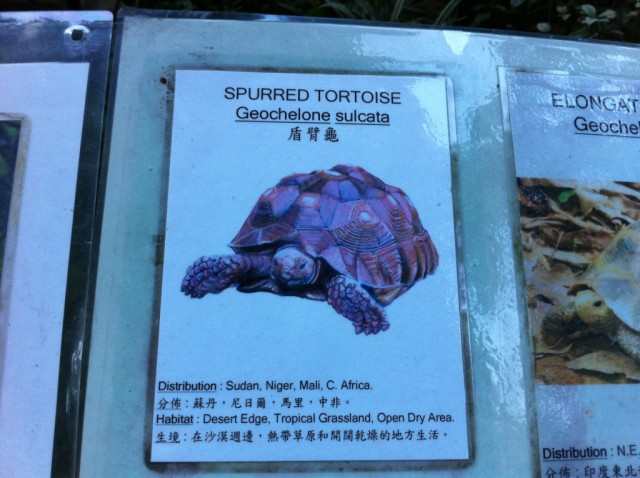 SPURRED TORTOISE
Geochelone sulcata
盾臂龜
Distribution : Sudan, Niger, Mali, C. Africa.
分佈：蘇丹，尼日爾，馬里，中非。
Habitat : Desert Edge, Tropical Grassland, Open Dry Area.
生境：在沙漠週邊，熱帶草原和開闊乾燥的地方生活。
ELONGAT
Geochel
Distribution : N.E.
分佈：印度東北